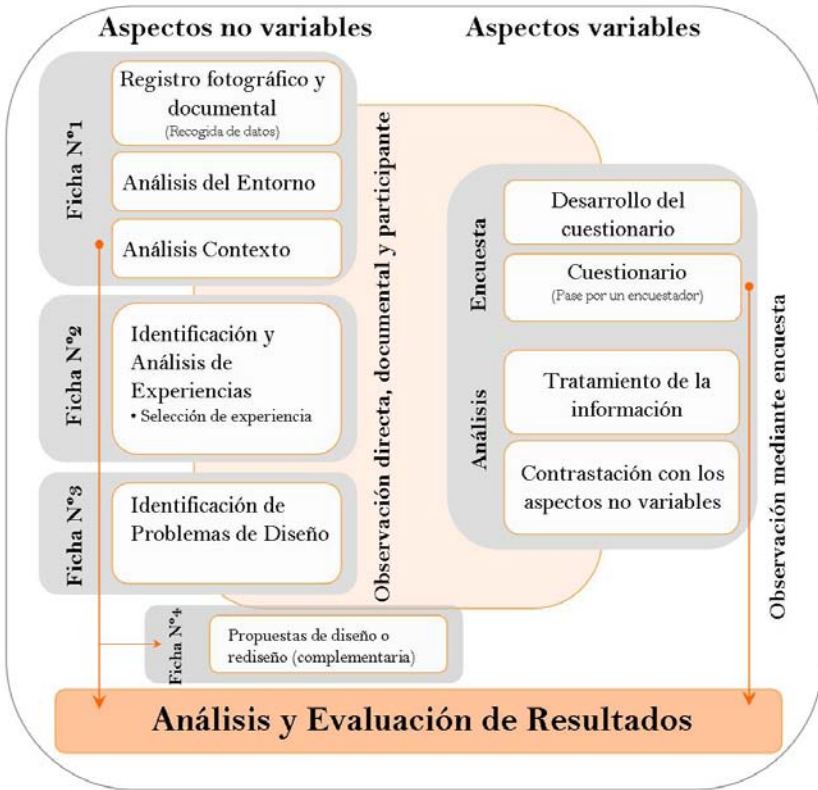 Aspectos no variables
Ficha Nº1
Registro fotográfico y
documental
(Recogida de datos)
Análisis del Entorno
Análisis Contexto
Ficha Nº2
Identificación y
Análisis de
Experiencias
• Selección de experiencia
Ficha Nº3
Identificación de
Problemas de Diseño
Ficha Nº4
Propuestas de diseño o
rediseño (complementaria)
Observación directa, documental y participante
Aspectos variables
Encuesta
Desarrollo del
cuestionario
Cuestionario
(Pase por un encuestador)
Análisis
Tratamiento de la
información
Contrastación con los
aspectos no variables
Observación mediante encuesta
Análisis y Evaluación de Resultados